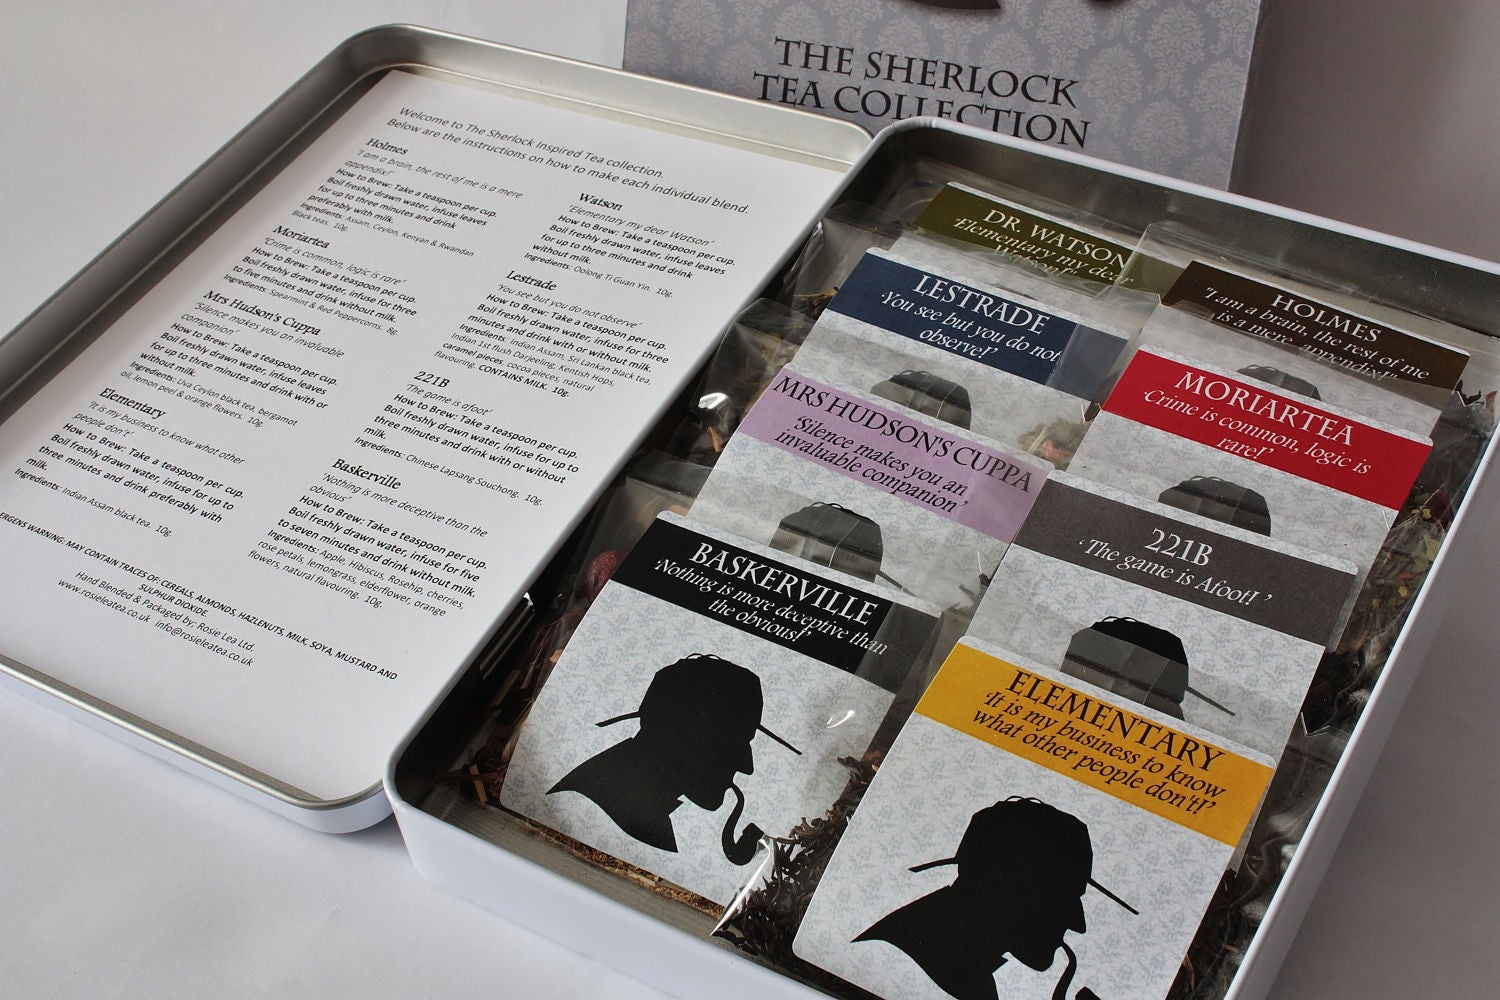 THE SHERLOCK
TEA COLLECTION
Welcome to The Sherlock Inspired Tea collection.
Below are the instructions on how to make each individual blend.
Holmes
'I am a brain, the rest of me is a mere
appendix!'
How to Brew: Take a teaspoon per cup.
Boil freshly drawn water, infuse leaves
for up to three minutes and drink
preferably with milk.
Ingredients: Assam, Ceylon, Kenyan & Rwandan
Black teas. 10g.
Moriartea
'Crime is common, logic is rare'
How to Brew: Take a teaspoon per cup.
Boil freshly drawn water, infuse for three
to five minutes and drink without milk.
Ingredients: Spearmint & Red Peppercorns. 8g.
Mrs Hudson's Cuppa
'Silence makes you an invaluable
companion'
How to Brew: Take a teaspoon per cup.
Boil freshly drawn water, infuse leaves
for up to three minutes and drink with or
without milk.
Ingredients: Uva Ceylon black tea, bergamot
oil, lemon peel & orange flowers. 10g.
Elementary
'It is my business to know what other
people don't'
How to Brew: Take a teaspoon per cup.
Boil freshly drawn water, infuse for up to
three minutes and drink preferably with
milk.
Ingredients: Indian Assam black tea. 10g.
Watson
'Elementary my dear Watson'
How to Brew: Take a teaspoon per cup.
Boil freshly drawn water, infuse leaves
for up to three minutes and drink
without milk.
Ingredients: Oolong Ti Guan Yin. 10g.
Lestrade
'You see but you do not observe'
How to Brew: Take a teaspoon per cup.
Boil freshly drawn water, infuse for three
minutes and drink with or without milk.
Ingredients: Indian Assam, Sri Lankan black tea,
Indian 1st flush Darjeeling, Kentish Hops,
caramel pieces, cocoa pieces, natural
flavouring. CONTAINS MILK. 10g.
221B
'The game is afoot'
How to Brew: Take a teaspoon per cup.
Boil freshly drawn water, infuse for up to
three minutes and drink with or without
milk.
Ingredients: Chinese Lapsang Souchong. 10g.
Baskerville
'Nothing is more deceptive than the
obvious'
How to Brew: Take a teaspoon per cup.
Boil freshly drawn water, infuse for five
to seven minutes and drink without milk.
Ingredients: Apple, Hibiscus, Rosehip, cherries,
rose petals, lemongrass, elderflower, orange
flowers, natural flavouring. 10g.
ERGENS WARNING: MAY CONTAIN TRACES OF: CEREALS, ALMONDS, HAZLENUTS, MILK, SOYA, MUSTARD AND
SULPHUR DIOXIDE
Hand Blended & Packaged by; Rosie Lea Ltd.
www.rosieleatea.co.uk info@rosieleatea.co.uk
DR. WATSON
'Elementary my dear
Watson!'
HOLMES
"I am a brain, the rest of me
is a mere, appendix!"
LESTRADE
'You see but you do not
observe!'
MORIARTEA
'Crime is common, logic is
rare!'
MRS HUDSON'S CUPPA
'Silence makes you an
invaluable companion'
221B
'The game is Afoot! '
BASKERVILLE
'Nothing is more deceptive than
the obvious!'
ELEMENTARY
'It is my business to know
what other people don't!'